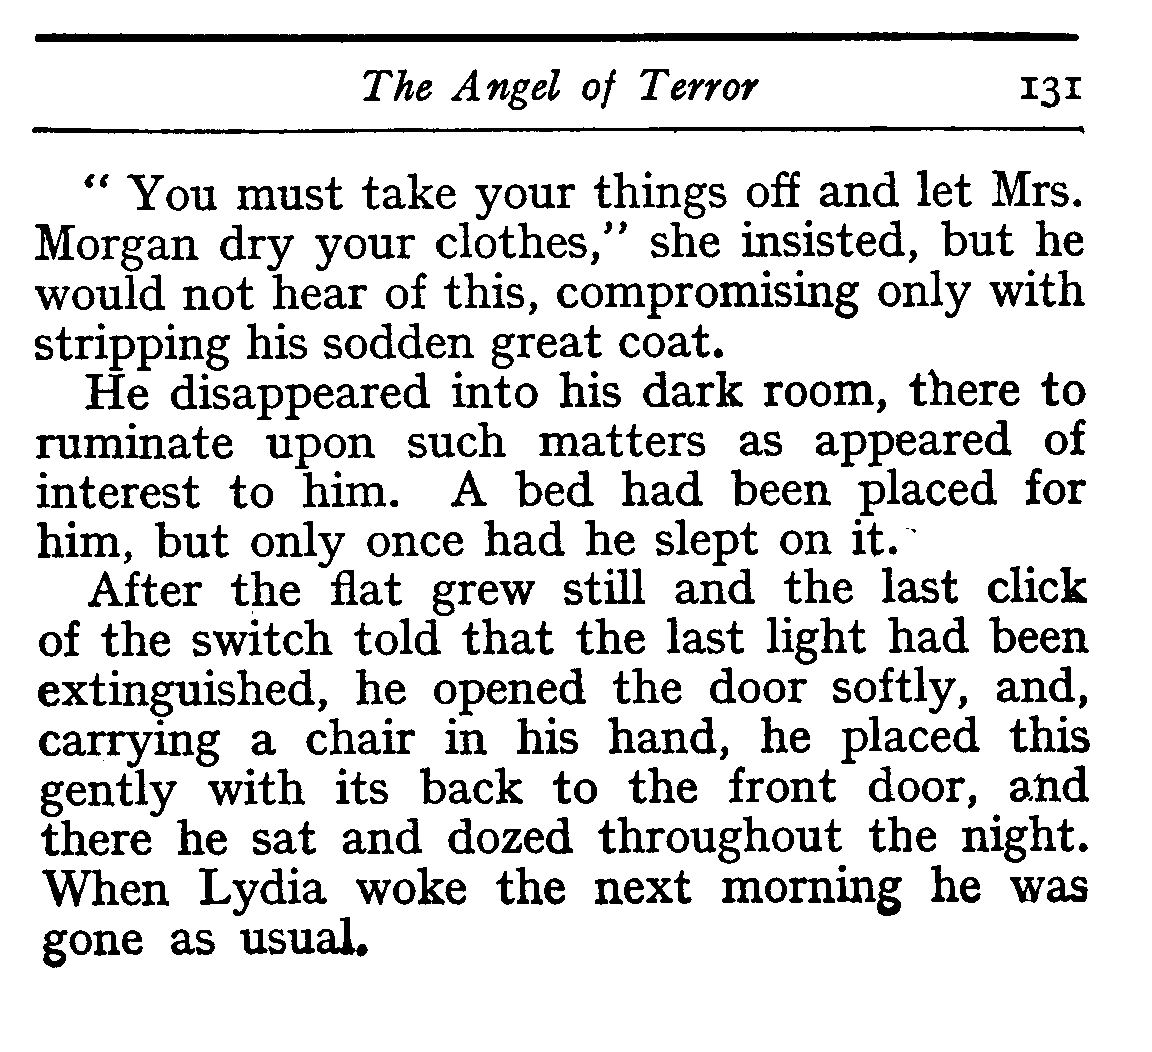 The Angel of Terror 131
“ You must take your things off and let Mrs.
Morgan dry your clothes,” she insisted, but he
would not hear of this, compromising only with
stripping his sodden great coat.
He disappeared into his dark room, there to
ruminate upon such matters as appeared of
interest to him. A bed had been placed for
him, but only once had he slept on it.
After the flat grew still and the last click
of the switch told that the last light had been
extinguished, he opened the door softly, and,
carrying a chair in his hand, he placed this
gently with its back to the front door, and
there he sat and dozed throughout the night.
When Lydia woke the next morning he was
gone as usual.